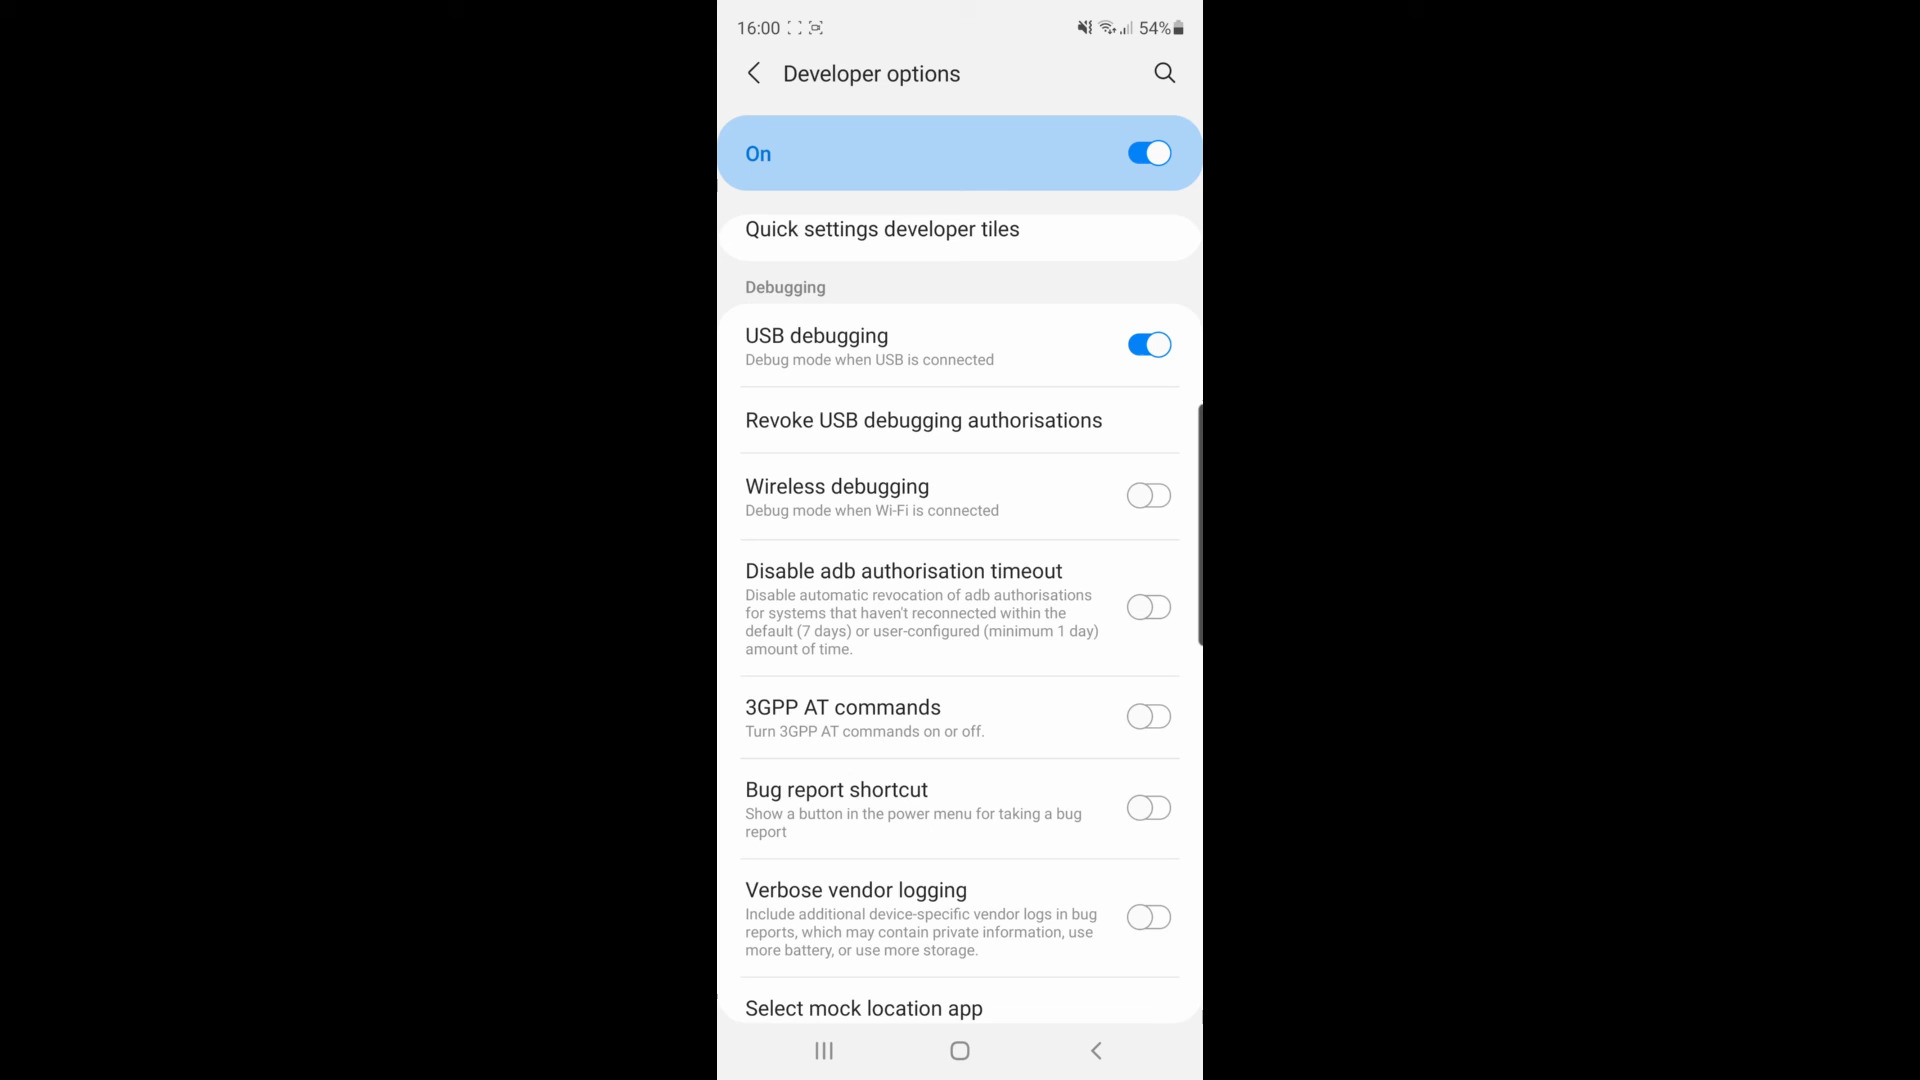 16:00 54%
Developer options
On
Quick settings developer tiles
Debugging
USB debugging
Debug mode when USB is connected
Revoke USB debugging authorisations
Wireless debugging
Debug mode when Wi-Fi is connected
Disable adb authorisation timeout
Disable automatic revocation of adb authorisations
for systems that haven't reconnected within the
default (7 days) or user-configured (minimum 1 day)
amount of time.
3GPP AT commands
Turn 3GPP AT commands on or off.
Bug report shortcut
Show a button in the power menu for taking a bug
report
Verbose vendor logging
Include additional device-specific vendor logs in bug
reports, which may contain private information, use
more battery, or use more storage.
Select mock location app